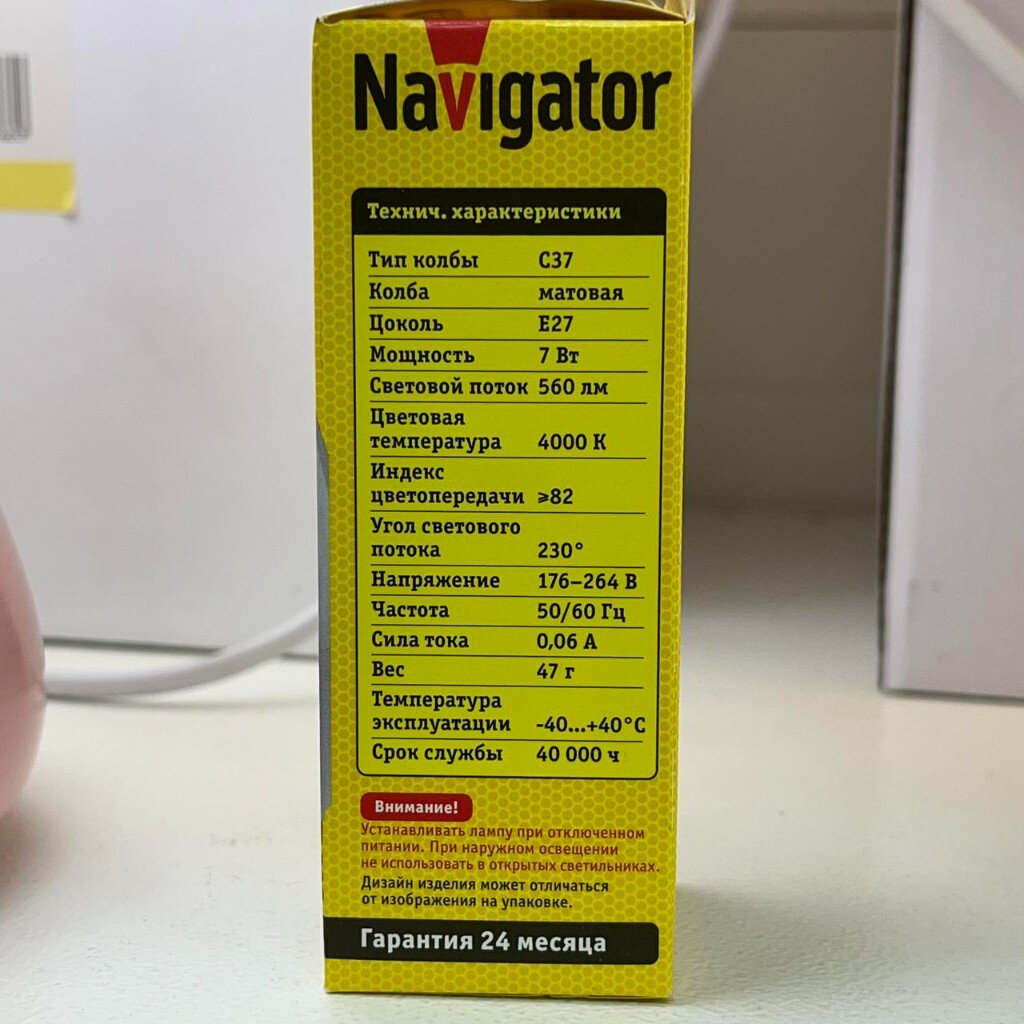 Navigator
Технич. характеристики
Тип колбы C37
Колба матовая
Цоколь E27
Мощность 7 Вт
Световой поток 560 лм
Цветовая
температура 4000 К
Индекс
цветопередачи ⩾82
Угол светового
потока 230°
Напряжение 176–264 В
Частота 50/60 Гц
Сила тока 0,06 А
Вес 47 г
Температура
эксплуатации -40...+40°С
Срок службы 40 000 ч
Внимание!
Устанавливать лампу при отключенном
питании. При наружном освещении
не использовать в открытых светильниках.
Дизайн изделия может отличаться
от изображения на упаковке.
Гарантия 24 месяца